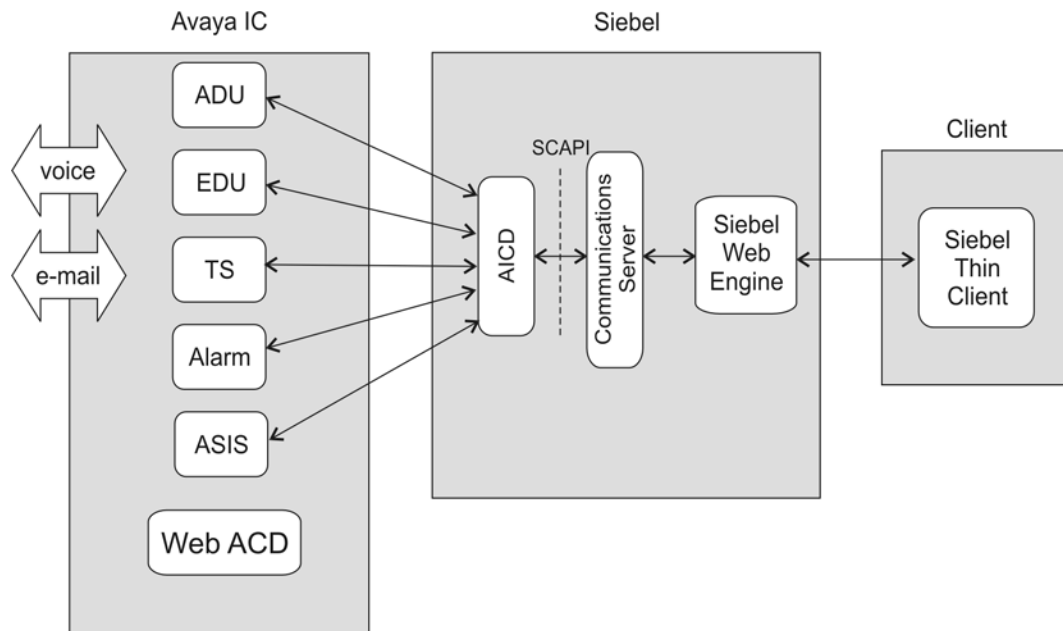 Avaya IC
ADU
voice
EDU
e-mail
TS
Alarm
ASIS
Web ACD
Siebel
SCAPI
AICD
Communications
Server
Siebel
Web
Engine
Client
Siebel
Thin
Client